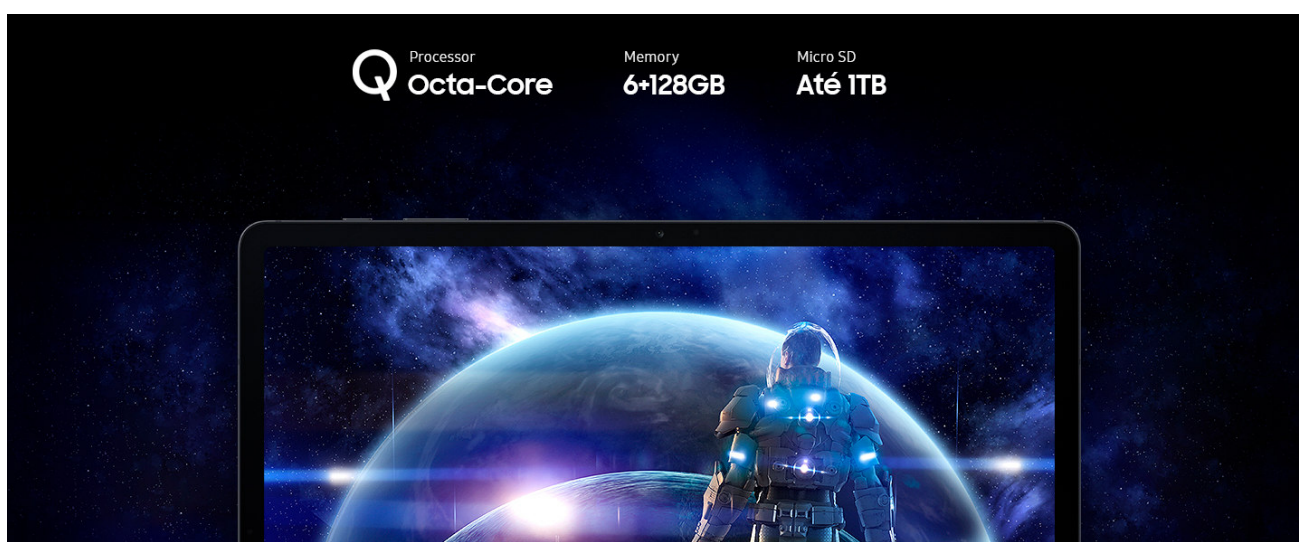 Processor
Octa-Core
Memory
6+128GB
Micro SD
Até 1TB